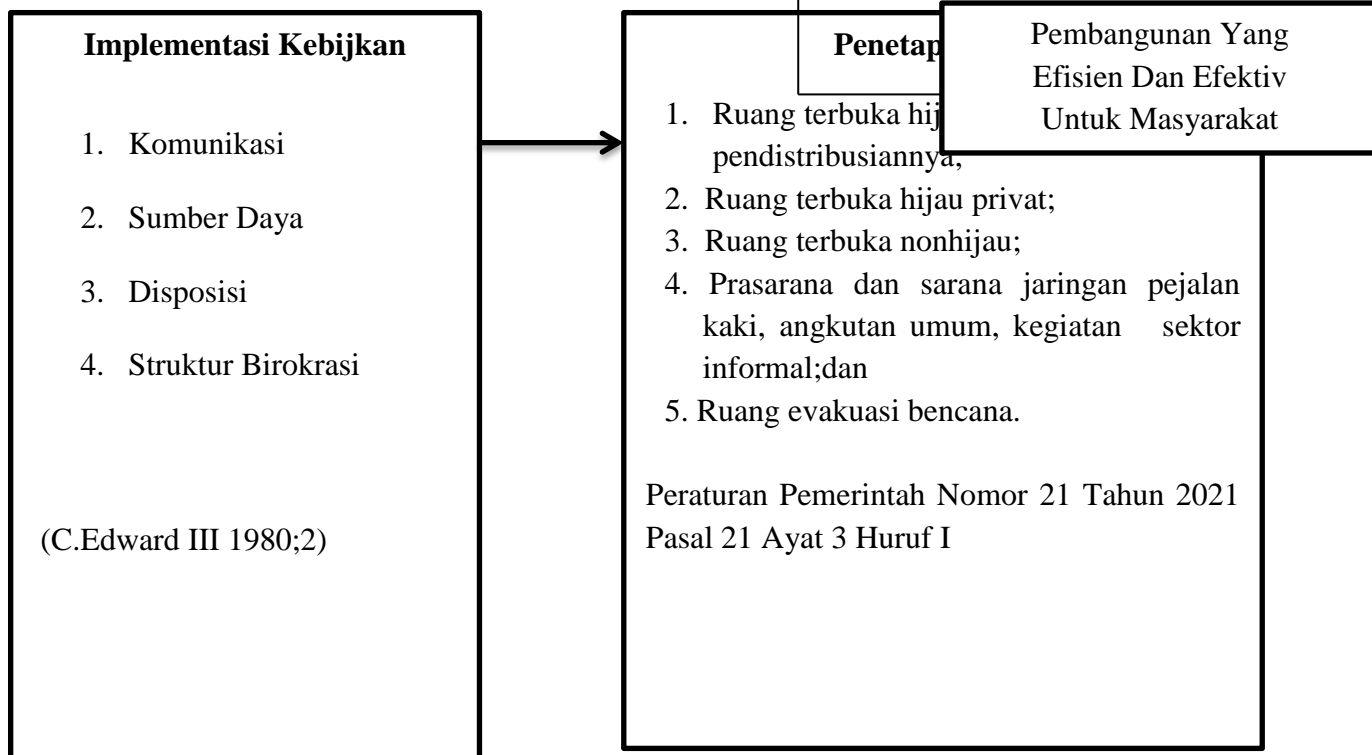 Implementasi Kebijkan
1. Komunikasi
2. Sumber Daya
3. Disposisi
4. Struktur Birokrasi
(C.Edward III 1980;2)
Penetap
1. Ruang terbuka hij
pendistribusiannya;
2. Ruang terbuka hijau privat;
3. Ruang terbuka nonhijau;
4. Prasarana dan sarana jaringan pejalan
kaki, angkutan umum, kegiatan sektor
informal;dan
5. Ruang evakuasi bencana.
Peraturan Pemerintah Nomor 21 Tahun 2021
Pasal 21 Ayat 3 Huruf I
Pembangunan Yang
Efisien Dan Efektiv
Untuk Masyarakat